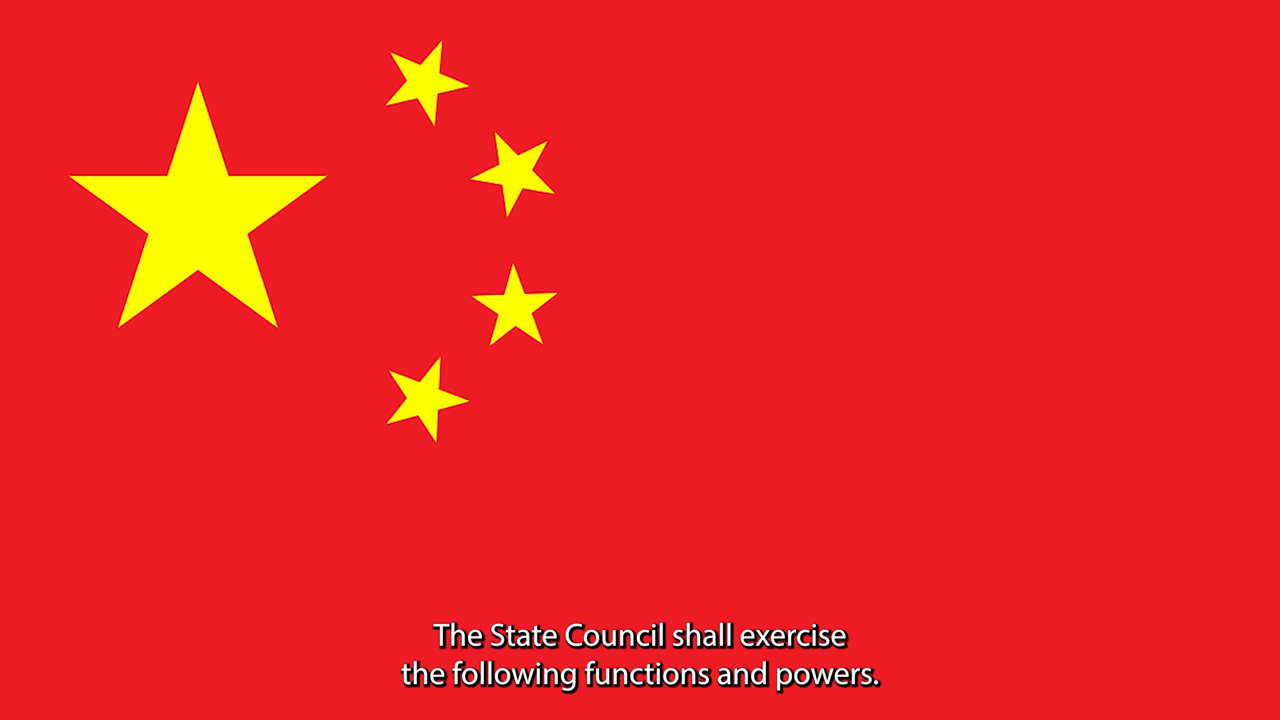 The State Council shall exercise
the following functions and powers.